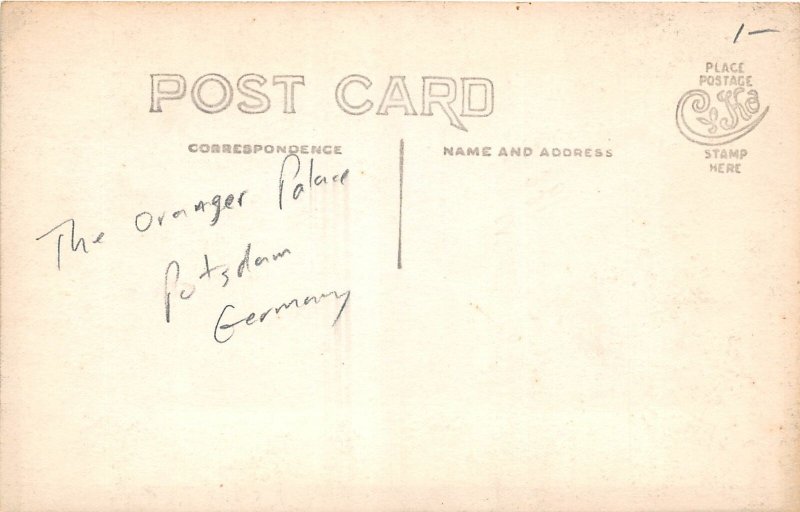 1-
POST CARD
PLACE
POSTAGE
CORRESPONDENCE
NAME AND ADDRESS
STAMP
HERE
The Oranger Palace
Potsdam
Germany